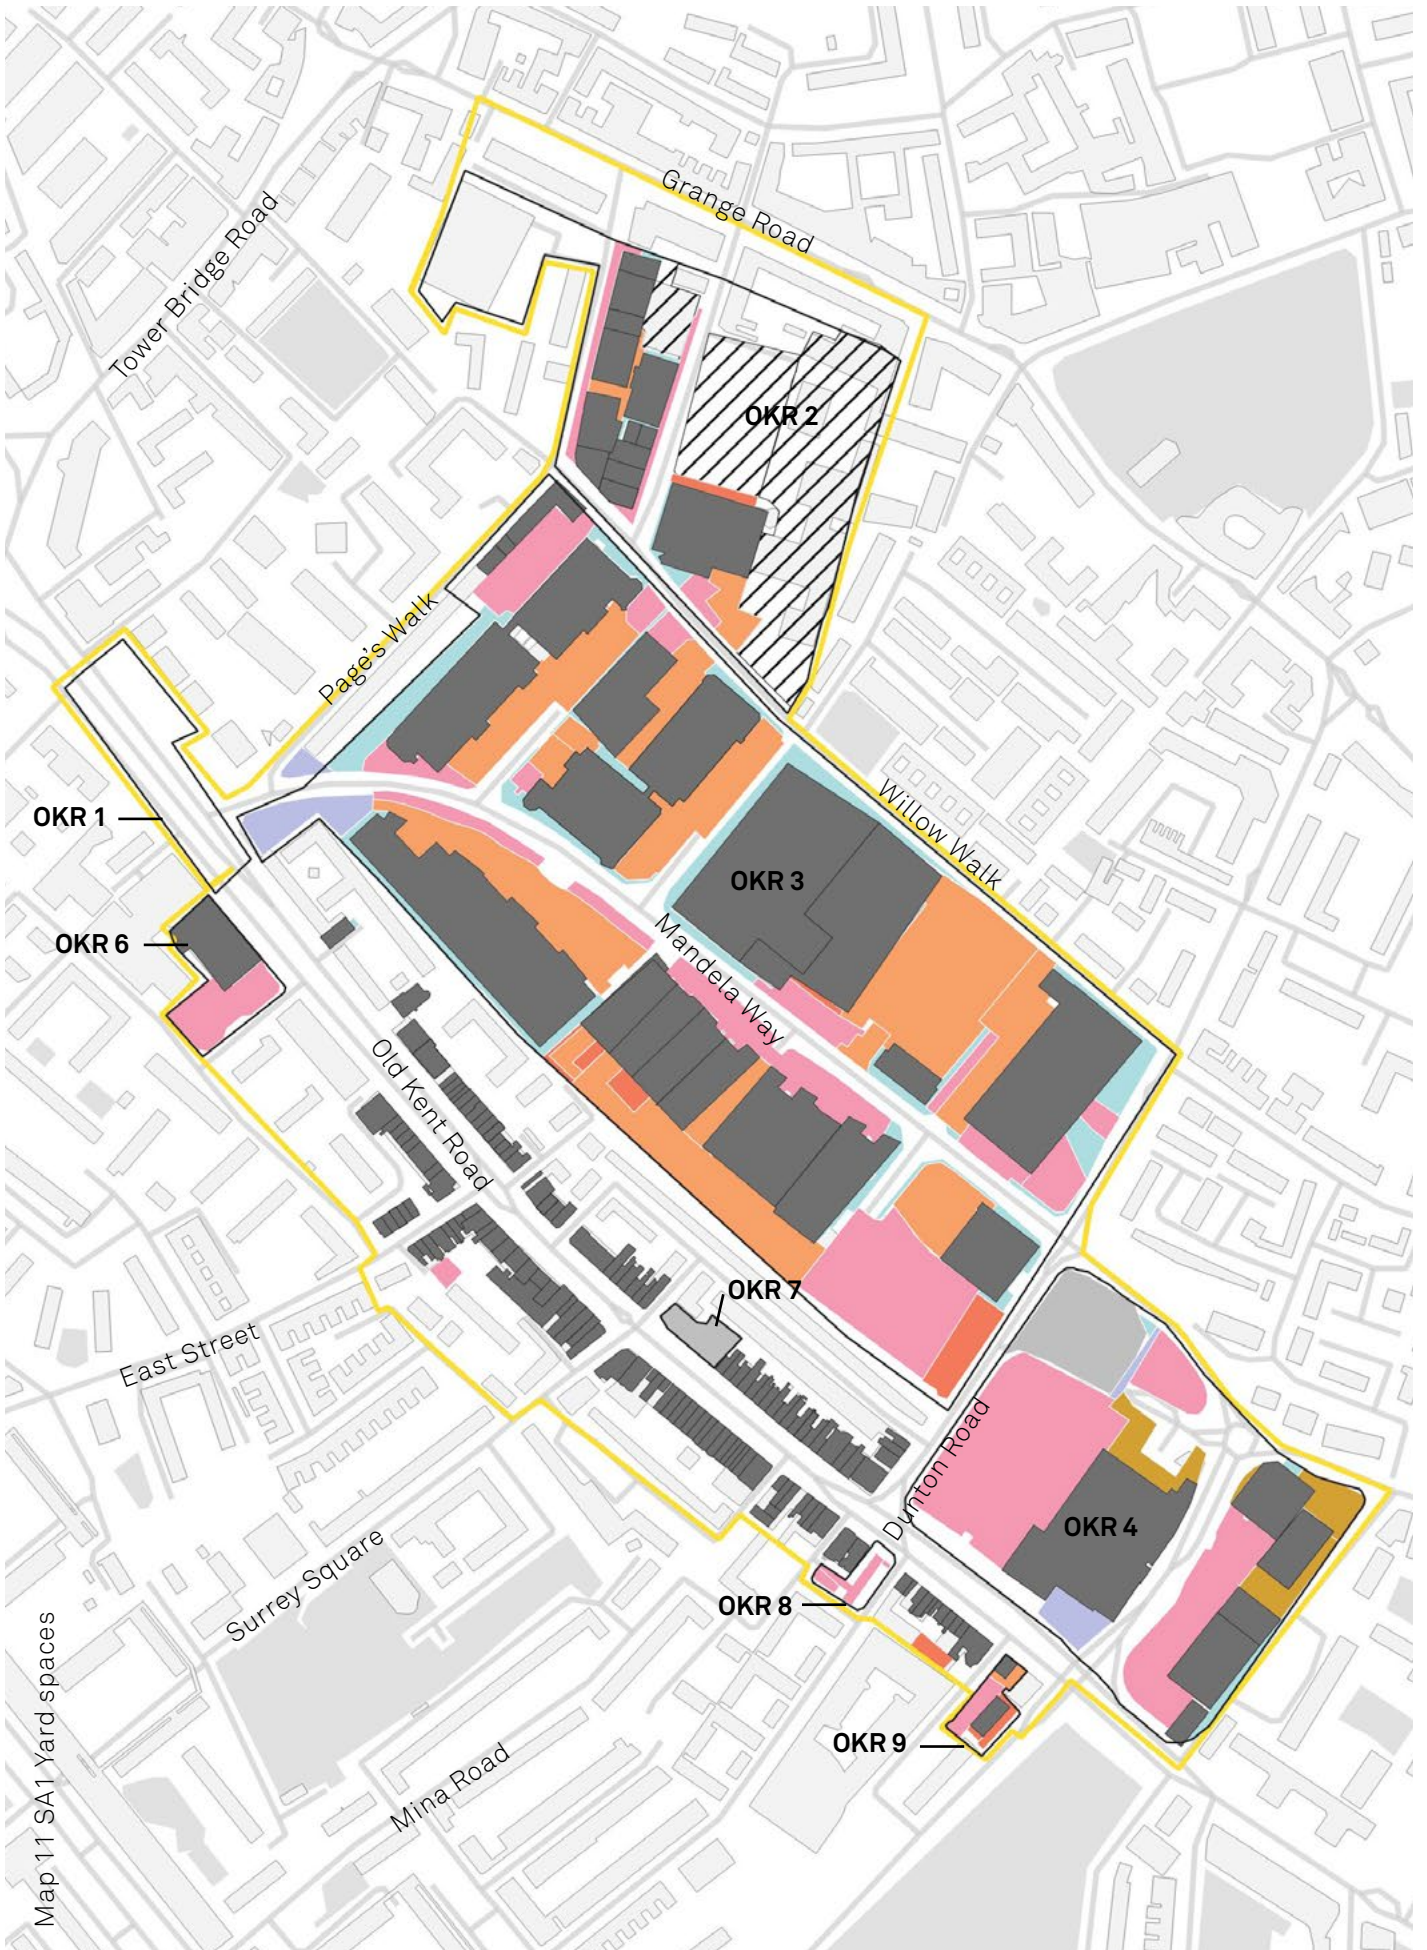 Grange Road
Tower Bridge Road
OKR 2
Page's Walk
Willow Walk
OKR 1
OKR 3
OKR 6
Mandela Way
Old Kent Road
OKR 7
East Street
Dunton Road
OKR 4
Surrey Square
OKR 8
OKR 9
Mina Road
Map 11 SA1 Yard spaces